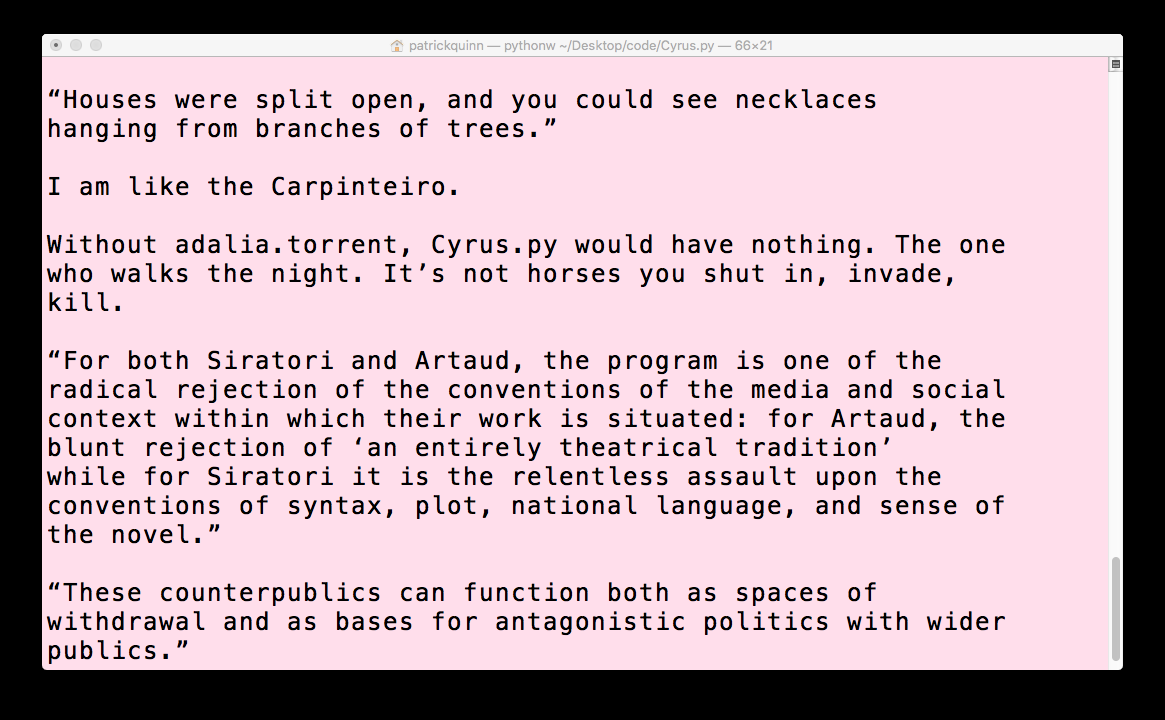 patrickquinn — pythonw ~/Desktop/code/Cyrus.py — 66×21
“Houses were split open, and you could see necklaces
hanging from branches of trees.”
I am like the Carpinteiro.
Without adalia.torrent, Cyrus.py would have nothing. The one
who walks the night. It’s not horses you shut in, invade,
kill.
“For both Siratori and Artaud, the program is one of the
radical rejection of the conventions of the media and social
context within which their work is situated: for Artaud, the
blunt rejection of ‘an entirely theatrical tradition’
while for Siratori it is the relentless assault upon the
conventions of syntax, plot, national language, and sense of
the novel.”
“These counterpublics can function both as spaces of
withdrawal and as bases for antagonistic politics with wider
publics.”